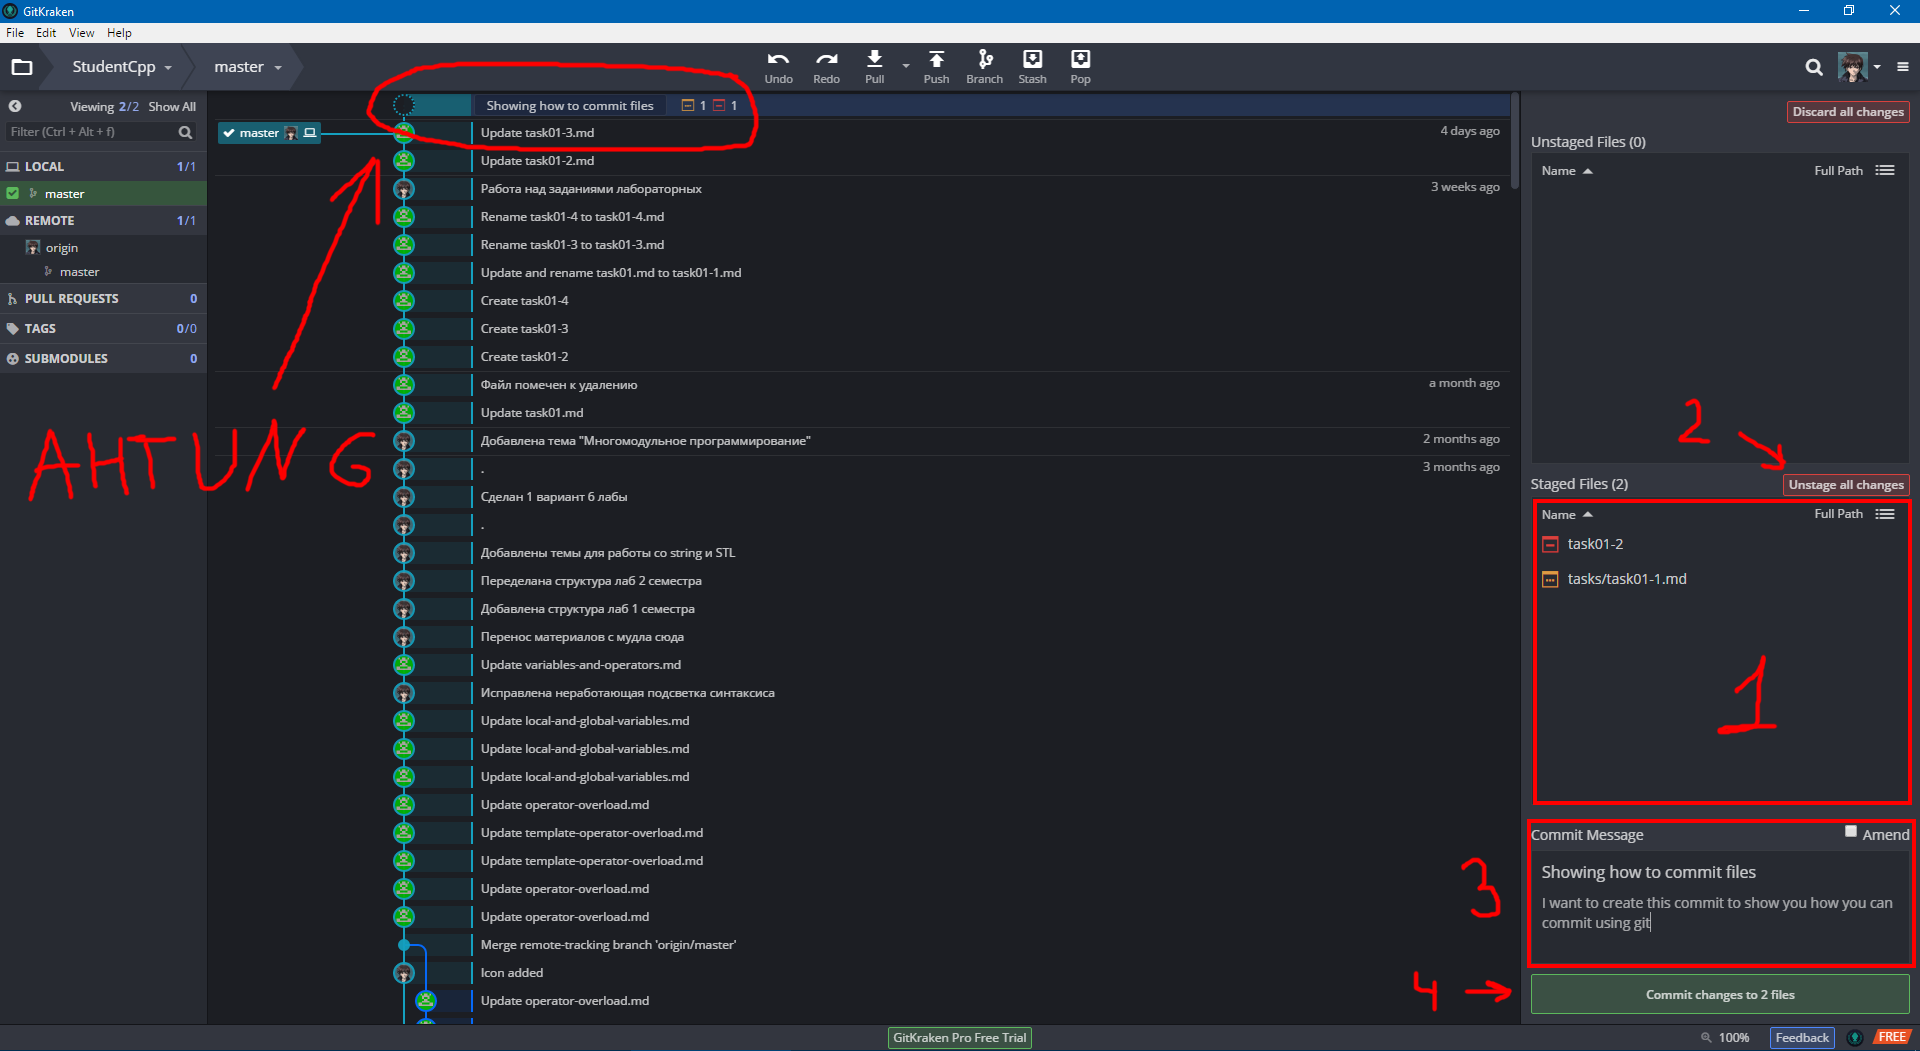 GitKraken
File Edit View Help
StudentCpp master
Undo Redo Pull Push Branch Stash Pop
Viewing 2/2 Show All
Filter (Ctrl + Alt + f)
LOCAL 1/1
master
REMOTE 1/1
origin
master
PULL REQUESTS 0
TAGS 0/0
SUBMODULES 0
Showing how to commit files 1 1
master
Update task01-3.md 4 days ago
Update task01-2.md
Работа над заданиями лабораторных 3 weeks ago
Rename task01-4 to task01-4.md
Rename task01-3 to task01-3.md
Update and rename task01.md to task01-1.md
Create task01-4
Create task01-3
Create task01-2
Файл помечен к удалению a month ago
Update task01.md
Добавлена тема "Многомодульное программирование" 2 months ago
. 3 months ago
Сделан 1 вариант 6 лабы
.
Добавлены темы для работы со string и STL
Переделана структура лаб 2 семестра
Добавлена структура лаб 1 семестра
Перенос материалов с мудла сюда
Update variables-and-operators.md
Исправлена неработающая подсветка синтаксиса
Update local-and-global-variables.md
Update local-and-global-variables.md
Update local-and-global-variables.md
Update operator-overload.md
Update template-operator-overload.md
Update template-operator-overload.md
Update operator-overload.md
Update operator-overload.md
Merge remote-tracking branch 'origin/master'
Icon added
Update operator-overload.md
AHTUNG
Discard all changes
Unstaged Files (0)
Name Full Path
2
Staged Files (2) Unstage all changes
Name Full Path
task01-2
tasks/task01-1.md
1
Commit Message Amend
3
Showing how to commit files
I want to create this commit to show you how you can
commit using git
4
Commit changes to 2 files
GitKraken Pro Free Trial
100% Feedback FREE